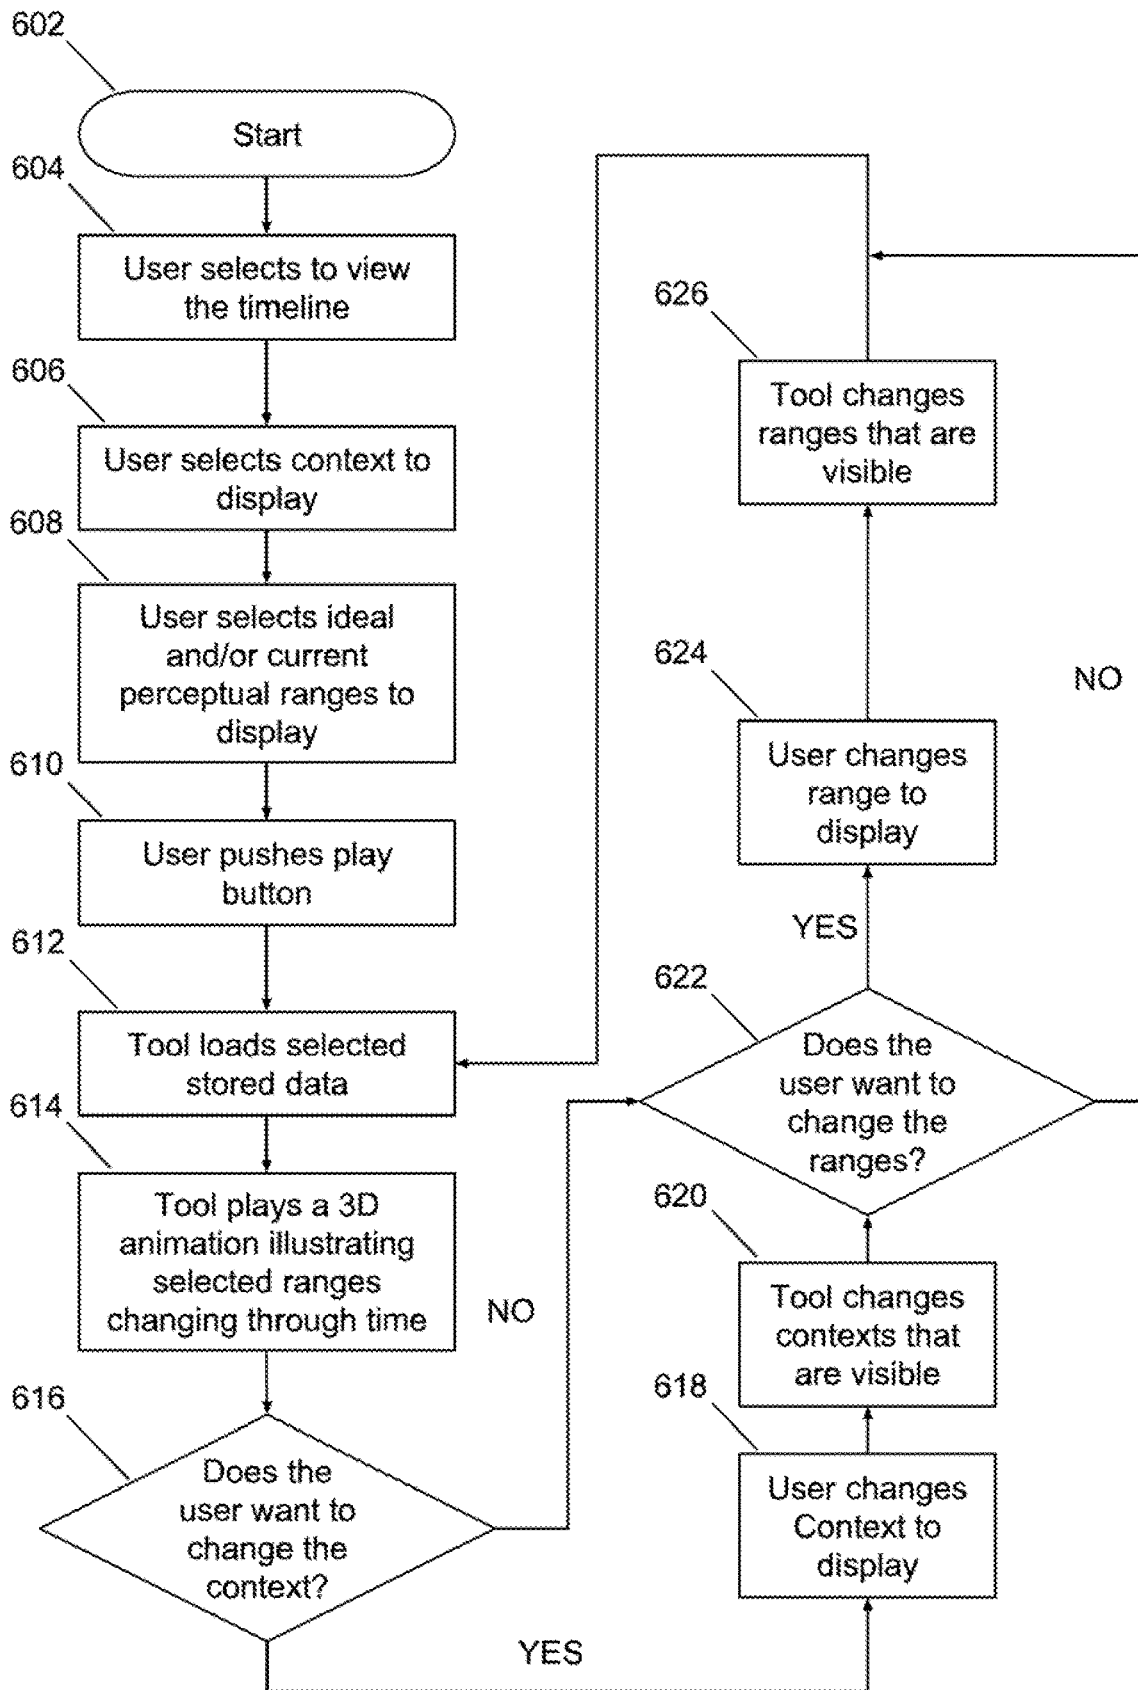 602
Start
604
User selects to view
the timeline
606
User selects context to
display
608
User selects ideal
and/or current
perceptual ranges to
display
610
User pushes play
button
612
Tool loads selected
stored data
614
Tool plays a 3D
animation illustrating
selected ranges
changing through time
NO
616
Does the
user want to
change the
context?
YES
618
User changes
Context to
display
620
Tool changes
contexts that
are visible
622
Does the
user want to
change the
ranges?
YES
NO
624
User changes
range to
display
626
Tool changes
ranges that are
visible